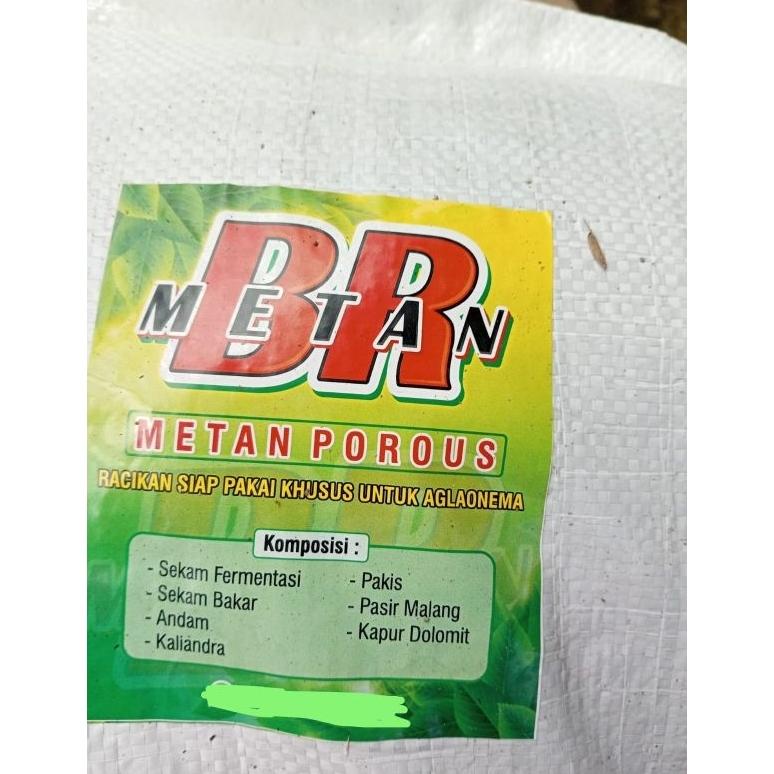 BR
METAN
METAN POROUS
RACIKAN SIAP PAKAI KHUSUS UNTUK AGLAONEMA
Komposisi :
- Sekam Fermentasi
- Sekam Bakar
- Andam
- Kaliandra
- Pakis
- Pasir Malang
- Kapur Dolomit